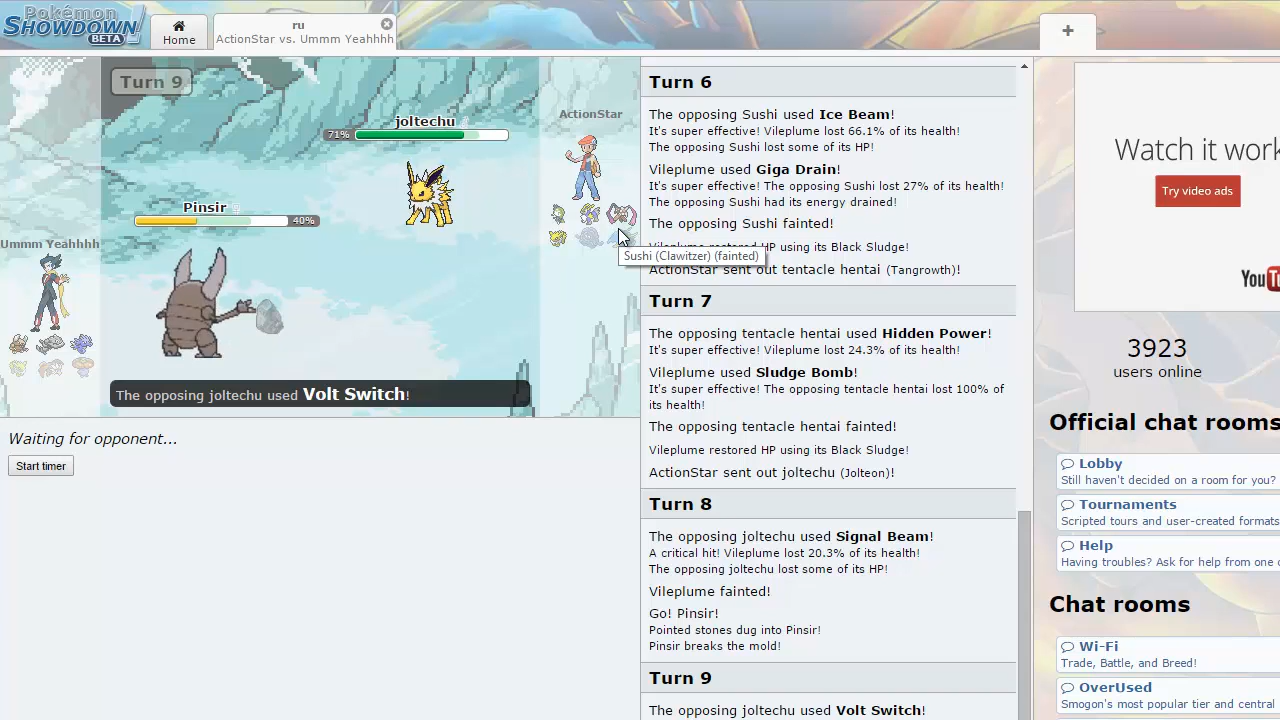 Pokémon
SHOWDOWN!
BETA
Home
ru
ActionStar vs. Ummm Yeahhhh
+
Turn 9
joltechu
71%
ActionStar
Pinsir
40%
Ummm Yeahhhh
Sushi (Clawitzer) (fainted)
The opposing joltechu used Volt Switch!
Waiting for opponent...
Start timer
Turn 6
The opposing Sushi used Ice Beam!
It's super effective! Vileplume lost 66.1% of its health!
The opposing Sushi lost some of its HP!
Vileplume used Giga Drain!
It's super effective! The opposing Sushi lost 27% of its health!
The opposing Sushi had its energy drained!
The opposing Sushi fainted!
Vileplume restored HP using its Black Sludge!
ActionStar sent out tentacle hentai (Tangrowth)!
Turn 7
The opposing tentacle hentai used Hidden Power!
It's super effective! Vileplume lost 24.3% of its health!
Vileplume used Sludge Bomb!
It's super effective! The opposing tentacle hentai lost 100% of
its health!
The opposing tentacle hentai fainted!
Vileplume restored HP using its Black Sludge!
ActionStar sent out joltechu (Jolteon)!
Turn 8
The opposing joltechu used Signal Beam!
A critical hit! Vileplume lost 20.3% of its health!
The opposing joltechu lost some of its HP!
Vileplume fainted!
Go! Pinsir!
Pointed stones dug into Pinsir!
Pinsir breaks the mold!
Turn 9
The opposing joltechu used Volt Switch!
Watch it work
Try video ads
YouT
3923
users online
Official chat rooms
Lobby
Still haven't decided on a room for you?
Tournaments
Scripted tours and user-created formats
Help
Having troubles? Ask for help from one o
Chat rooms
Wi-Fi
Trade, Battle, and Breed!
OverUsed
Smogon's most popular tier and central